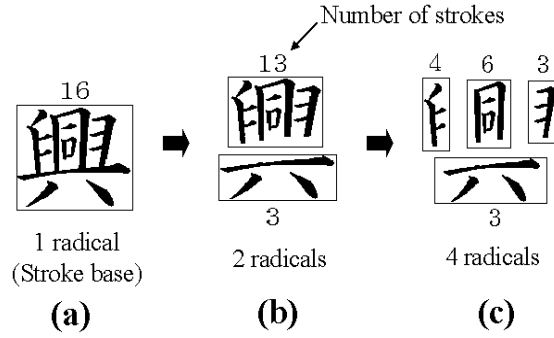 Number of strokes
16
13
4 6 3
興
3
3
1 radical
(Stroke base)
2 radicals
4 radicals
(a)
(b)
(c)